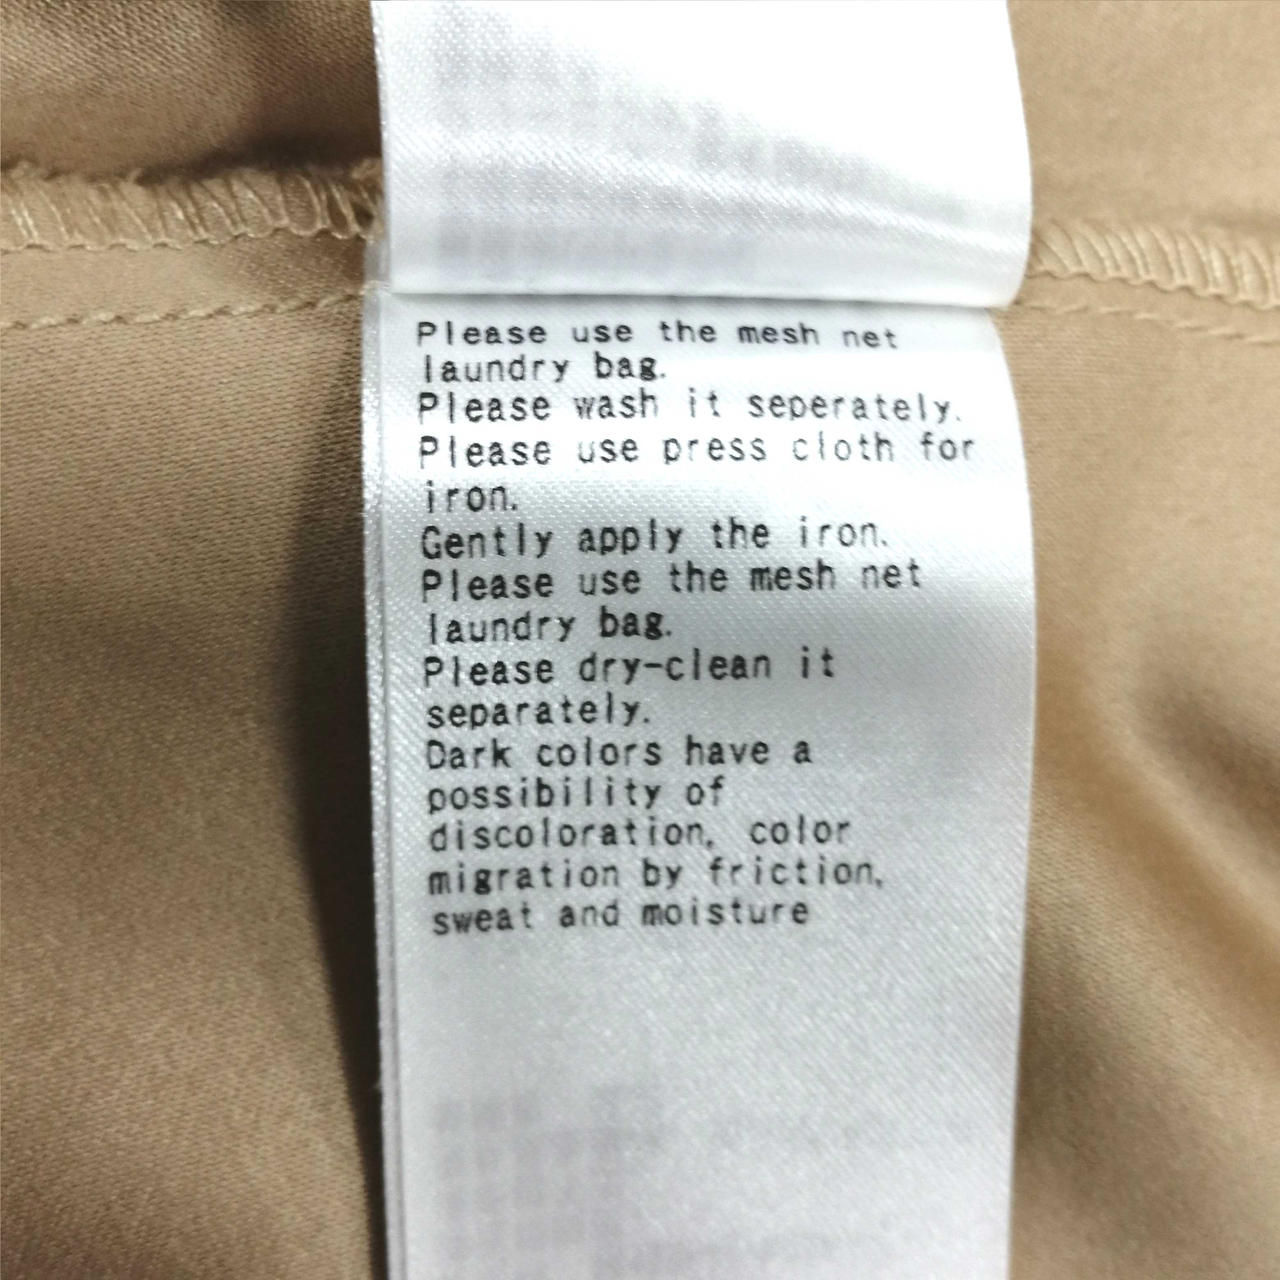 Please use the mesh net
laundry bag.
Please wash it seperately.
Please use press cloth for
iron.
Gently apply the iron.
Please use the mesh net
laundry bag.
Please dry-clean it
separately.
Dark colors have a
possibility of
discoloration, color
migration by friction,
sweat and moisture